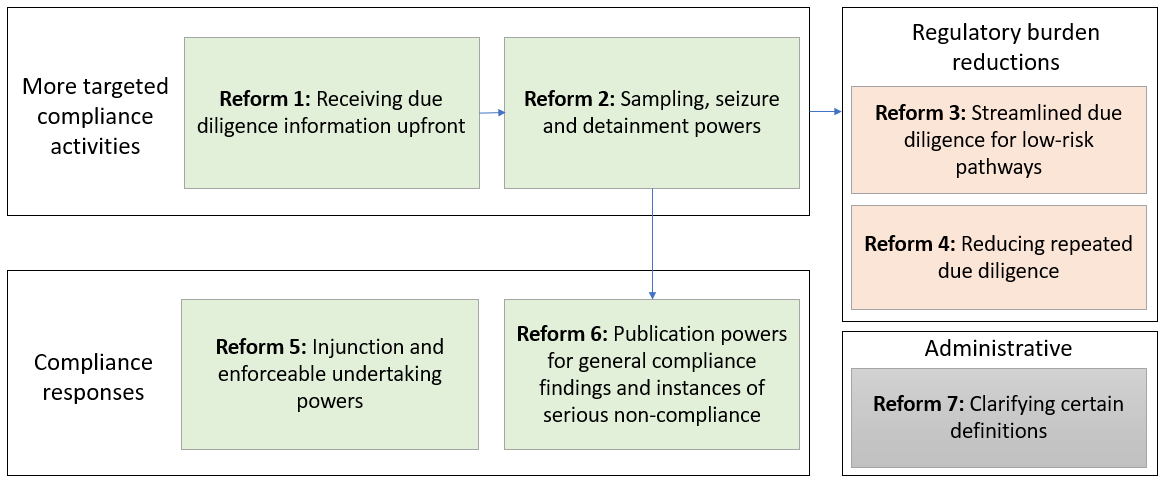 More targeted
compliance
activities
Reform 1: Receiving due
diligence information upfront
Reform 2: Sampling, seizure
and detainment powers
Regulatory burden
reductions
Reform 3: Streamlined due
diligence for low-risk
pathways
Reform 4: Reducing repeated
due diligence
Compliance
responses
Reform 5: Injunction and
enforceable undertaking
powers
Reform 6: Publication powers
for general compliance
findings and instances of
serious non-compliance
Administrative
Reform 7: Clarifying certain
definitions